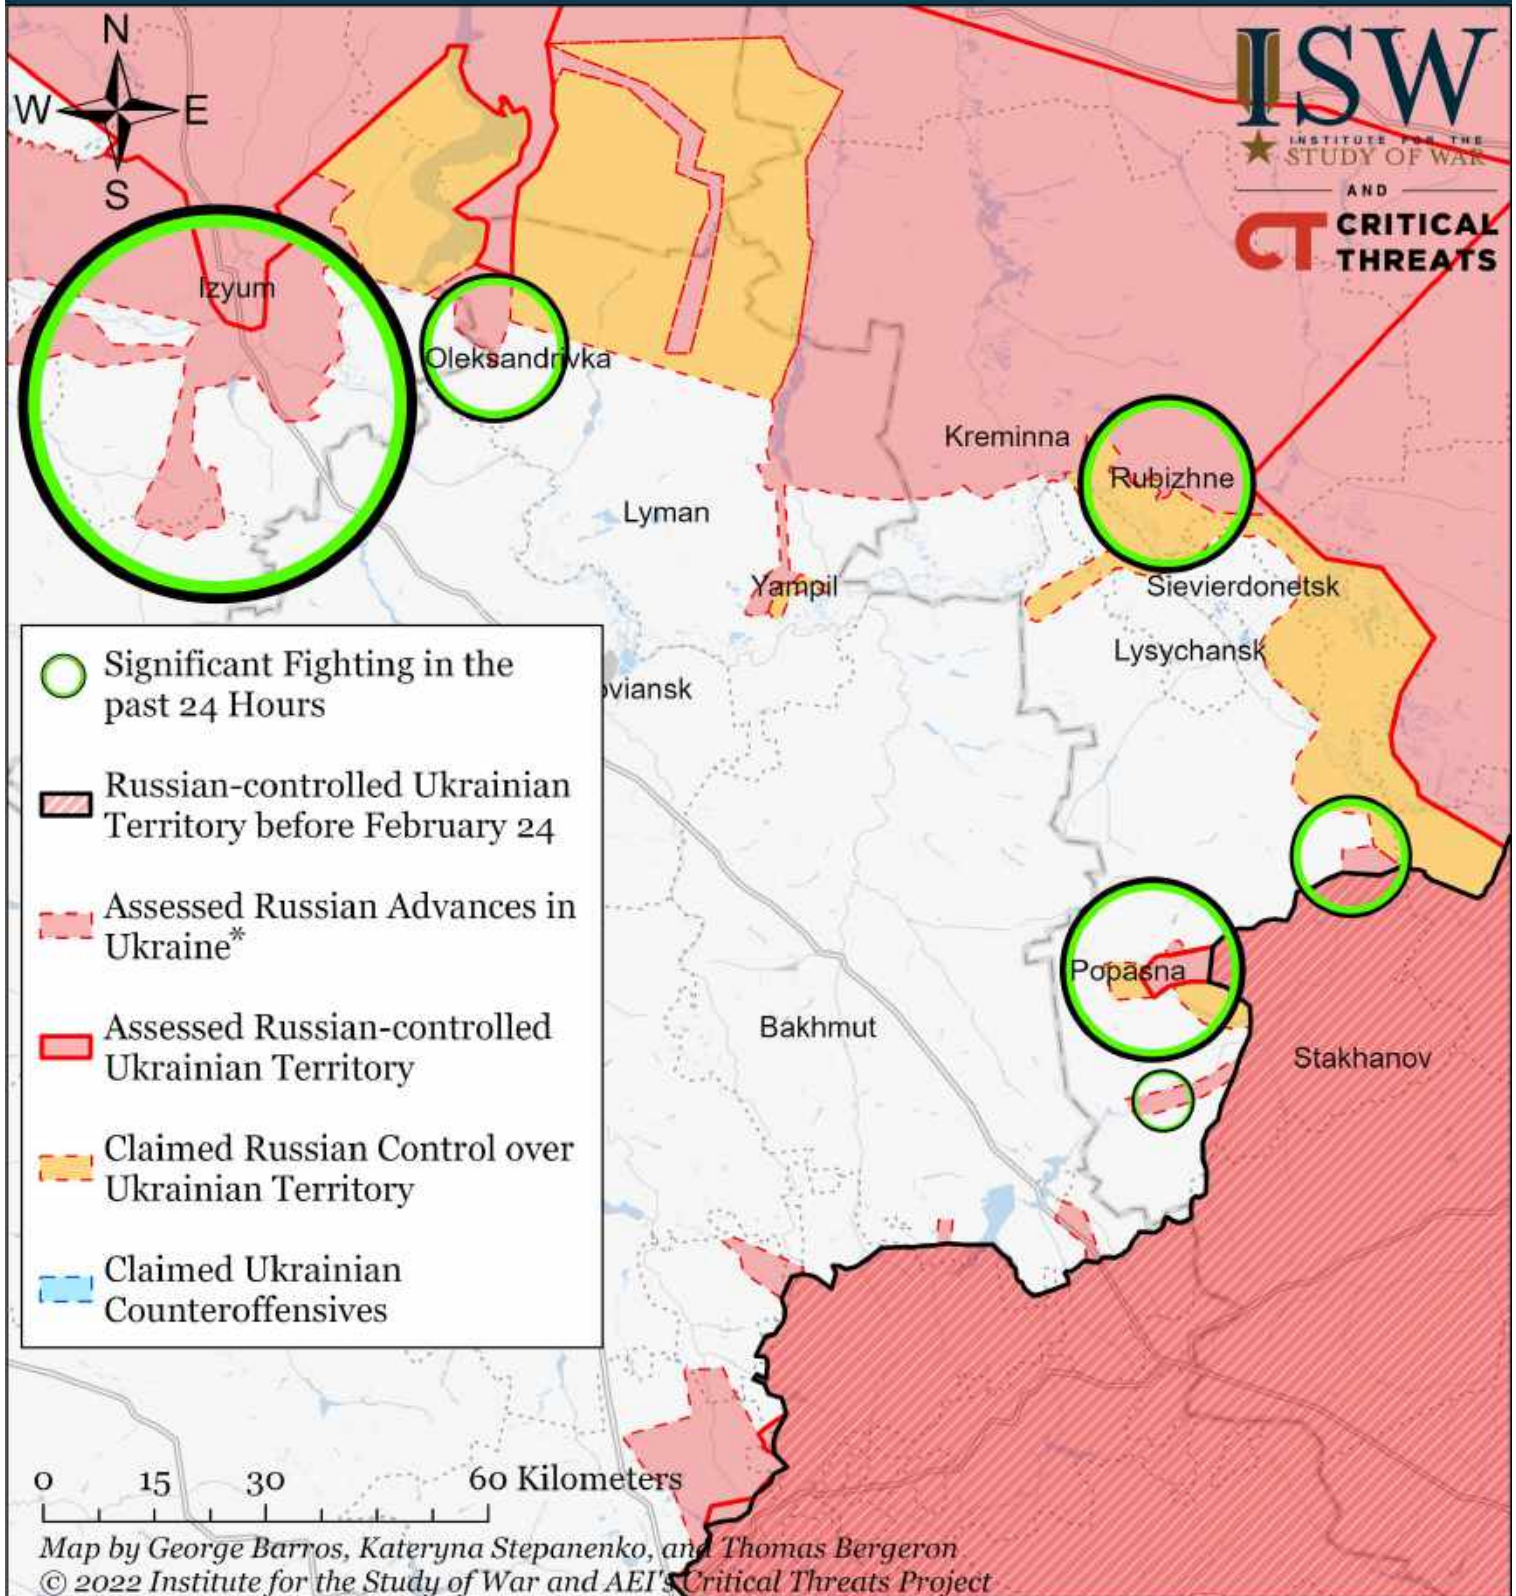 N
W E
S
ISW
INSTITUTE FOR THE
STUDY OF WAR
AND
CT CRITICAL
THREATS
Izyum
Oleksandrivka
Kreminna
Rubizhne
Lyman
Yampil
Sievierdonetsk
Lysychansk
oviansk
Popasna
Bakhmut
Stakhanov
Significant Fighting in the
past 24 Hours
Russian-controlled Ukrainian
Territory before February 24
Assessed Russian Advances in
Ukraine*
Assessed Russian-controlled
Ukrainian Territory
Claimed Russian Control over
Ukrainian Territory
Claimed Ukrainian
Counteroffensives
0 15 30 60 Kilometers
Map by George Barros, Kateryna Stepanenko, and Thomas Bergeron
© 2022 Institute for the Study of War and AEI's Critical Threats Project